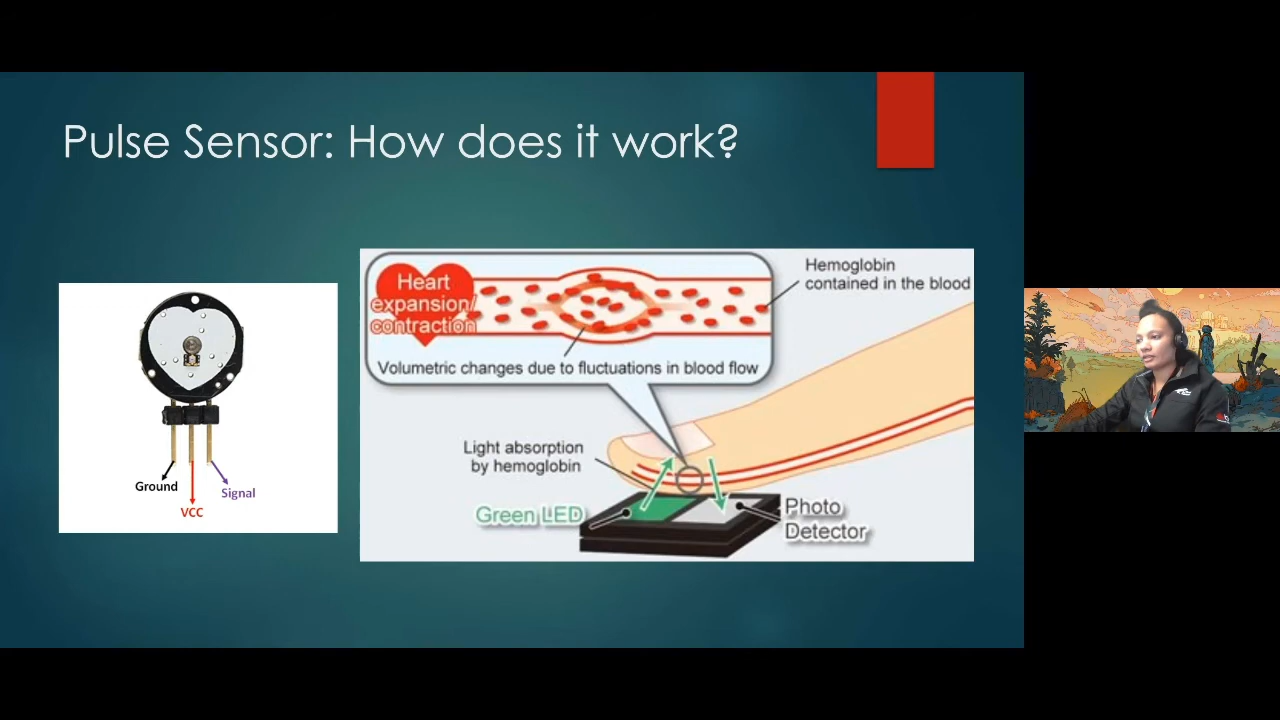 Pulse Sensor: How does it work?
Heart
expansion/
contraction
Volumetric changes due to fluctuations in blood flow
Hemoglobin
contained in the blood
Light absorption
by hemoglobin
Green LED
Photo
Detector
Ground
VCC
Signal